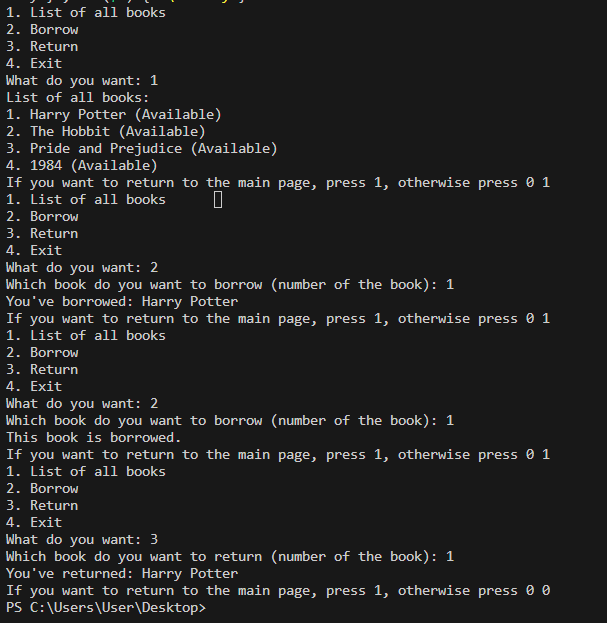 1. List of all books
2. Borrow
3. Return
4. Exit
What do you want: 1
List of all books:
1. Harry Potter (Available)
2. The Hobbit (Available)
3. Pride and Prejudice (Available)
4. 1984 (Available)
If you want to return to the main page, press 1, otherwise press 0 1
1. List of all books
2. Borrow
3. Return
4. Exit
What do you want: 2
Which book do you want to borrow (number of the book): 1
You've borrowed: Harry Potter
If you want to return to the main page, press 1, otherwise press 0 1
1. List of all books
2. Borrow
3. Return
4. Exit
What do you want: 2
Which book do you want to borrow (number of the book): 1
This book is borrowed.
If you want to return to the main page, press 1, otherwise press 0 1
1. List of all books
2. Borrow
3. Return
4. Exit
What do you want: 3
Which book do you want to return (number of the book): 1
You've returned: Harry Potter
If you want to return to the main page, press 1, otherwise press 0 0
PS C:\Users\User\Desktop>